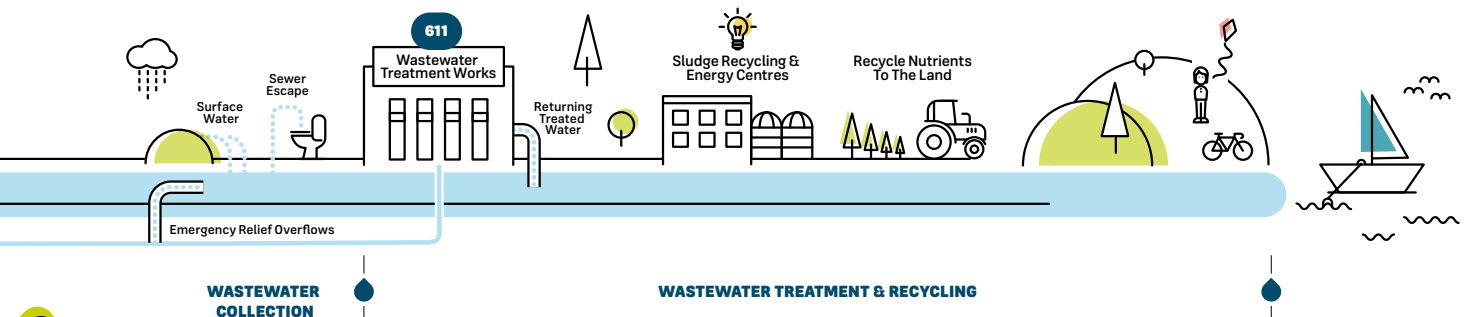 611
Wastewater
Treatment Works
Sludge Recycling &
Energy Centres
Recycle Nutrients
To The Land
Sewer
Escape
Surface
Water
Returning
Treated
Water
Emergency Relief Overflows
WASTEWATER
COLLECTION
WASTEWATER TREATMENT & RECYCLING